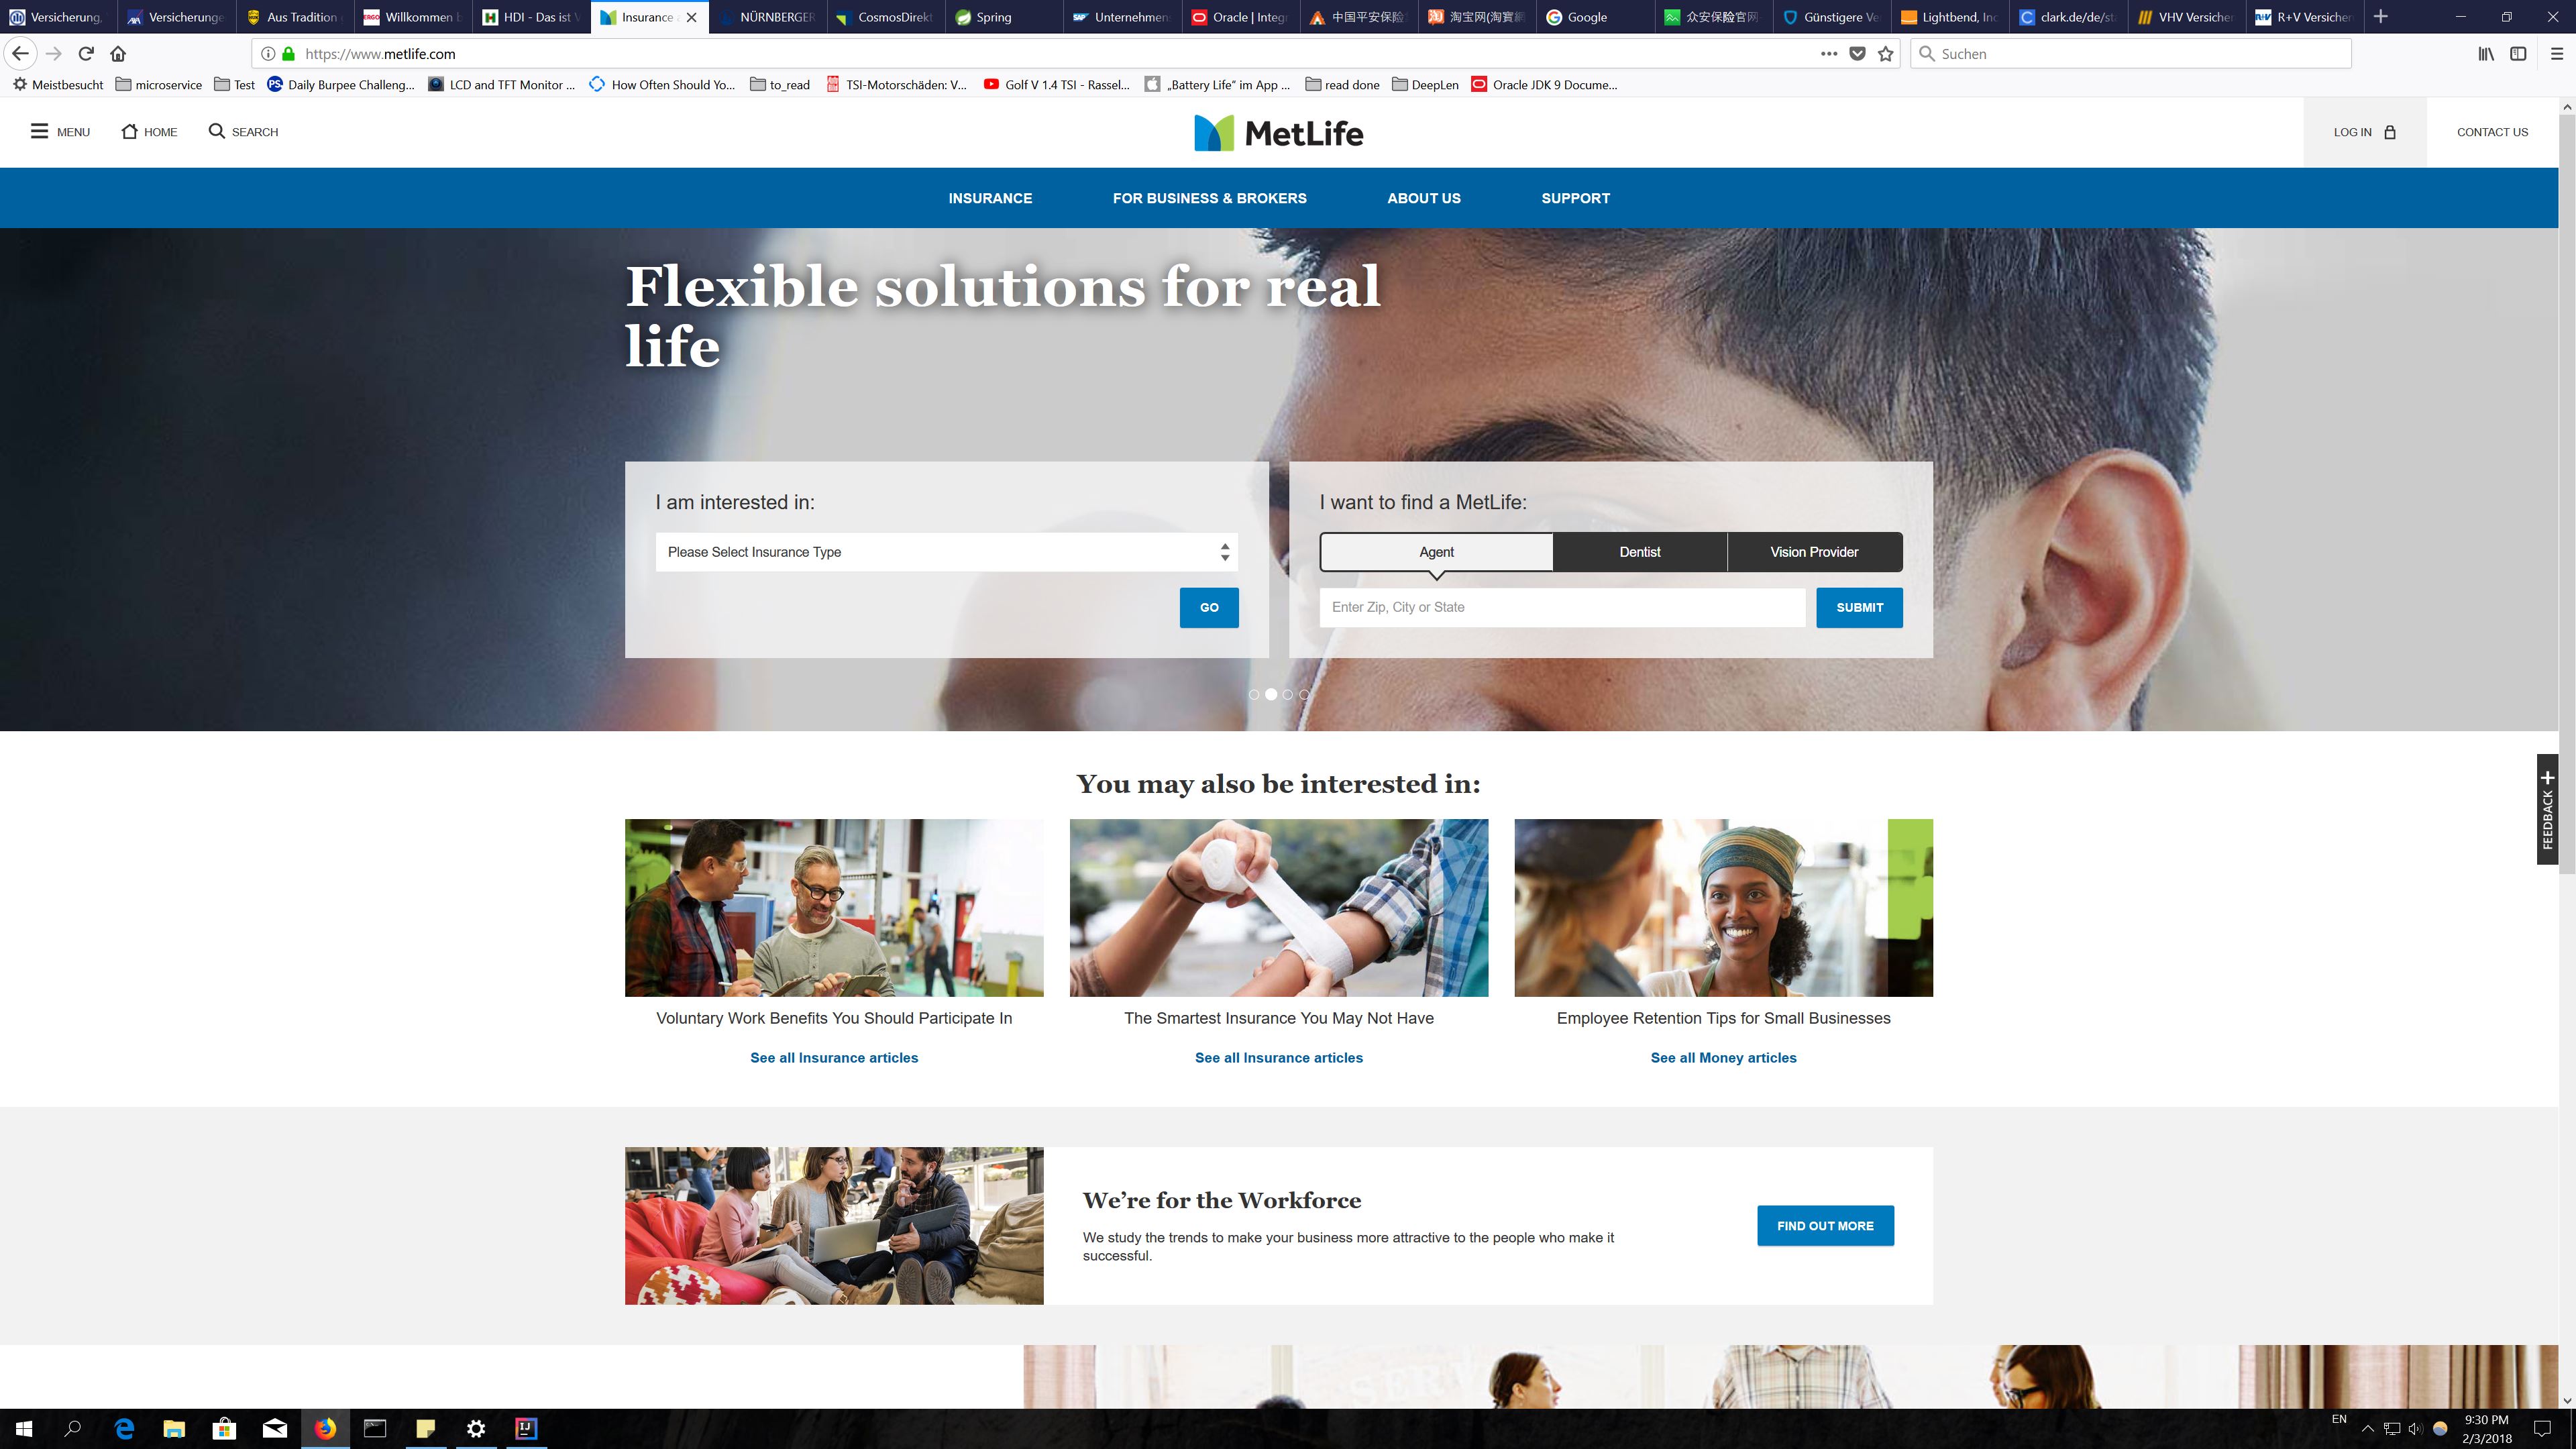 Versicherung,
Versicherunge
Aus Tradition
ERGO
Willkommen b
HDI - Das ist V
Insurance a
NÜRNBERGER
CosmosDirekt
Spring
SAP
Unternehmen
Oracle | Integ
中国平安保险
淘 淘宝网(淘寶網
Google
众安保险官网-
Günstigere Ve
Lightbend, Inc
clark.de/de/st
VHV Versicher
R+V Versicher
https://www.metlife.com
Suchen
Meistbesucht
microservice
Test
PS Daily Burpee Challeng...
LCD and TFT Monitor ...
How Often Should Yo...
to_read
TSI-Motorschäden: V...
Golf V 1.4 TSI - Rassel...
„Battery Life“ im App ...
read done
DeepLen
Oracle JDK 9 Docume...
MENU
HOME
SEARCH
MetLife
LOG IN
CONTACT US
INSURANCE
FOR BUSINESS & BROKERS
ABOUT US
SUPPORT
Flexible solutions for real
life
I am interested in:
Please Select Insurance Type
GO
I want to find a MetLife:
Agent
Dentist
Vision Provider
Enter Zip, City or State
SUBMIT
FEEDBACK
You may also be interested in:
Voluntary Work Benefits You Should Participate In
The Smartest Insurance You May Not Have
Employee Retention Tips for Small Businesses
See all Insurance articles
See all Insurance articles
See all Money articles
We’re for the Workforce
We study the trends to make your business more attractive to the people who make it
successful.
FIND OUT MORE
EN
9:30 PM
2/3/2018